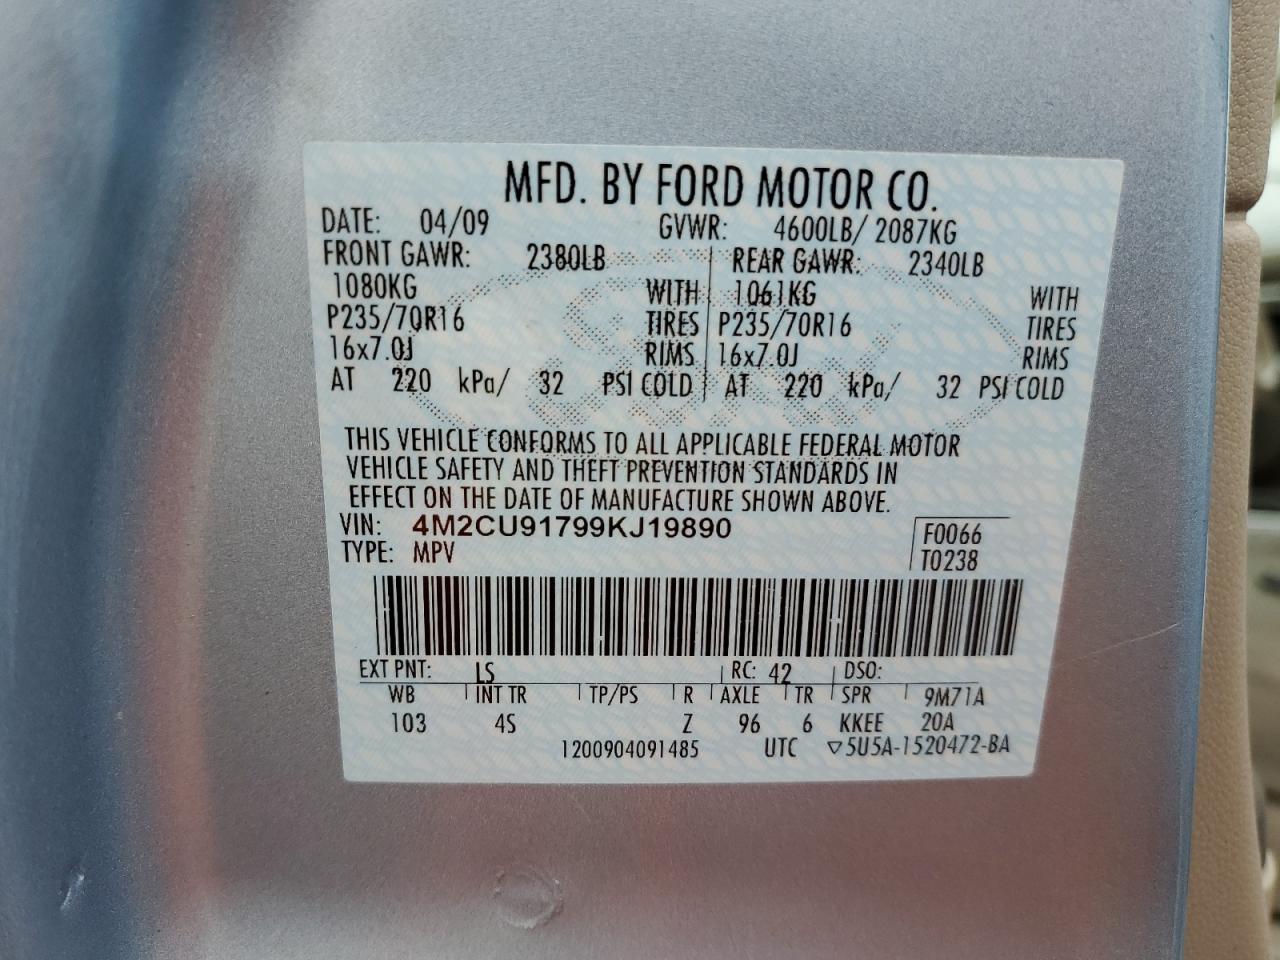 MFD. BY FORD MOTOR CO.
DATE: 04/09 GVWR: 4600LB/ 2087KG
FRONT GAWR: 2380LB REAR GAWR: 2340LB
1080KG WITH 1061KG WITH
P235/70R16 TIRES P235/70R16 TIRES
16x7.0J RIMS 16x7.0J RIMS
AT 220 kPa/ 32 PSI COLD AT 220 kPa/ 32 PSI COLD
THIS VEHICLE CONFORMS TO ALL APPLICABLE FEDERAL MOTOR
VEHICLE SAFETY AND THEFT PREVENTION STANDARDS IN
EFFECT ON THE DATE OF MANUFACTURE SHOWN ABOVE.
VIN: 4M2CU91799KJ19890 F0066
TYPE: MPV T0238
EXT PNT: LS RC: 42 DSO:
WB INT TR TP/PS R AXLE TR SPR 9M71A
103 4S Z 96 6 KKEE 20A
1200904091485 UTC ▽5U5A-1520472-BA